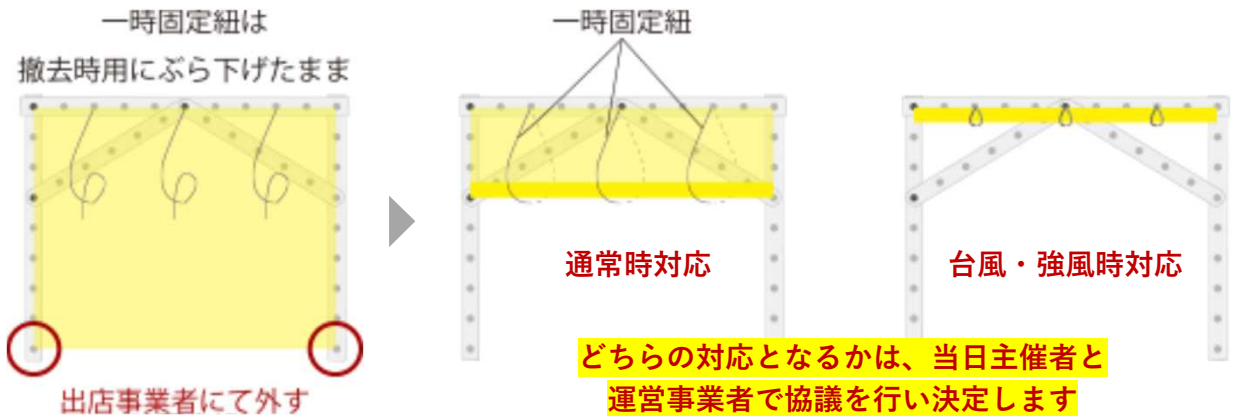 一時固定紐は
撤去時用にぶら下げたまま
出店事業者にて外す
一時固定紐
通常時対応
台風・強風時対応
どちらの対応となるかは、当日主催者と
運営事業者で協議を行い決定します